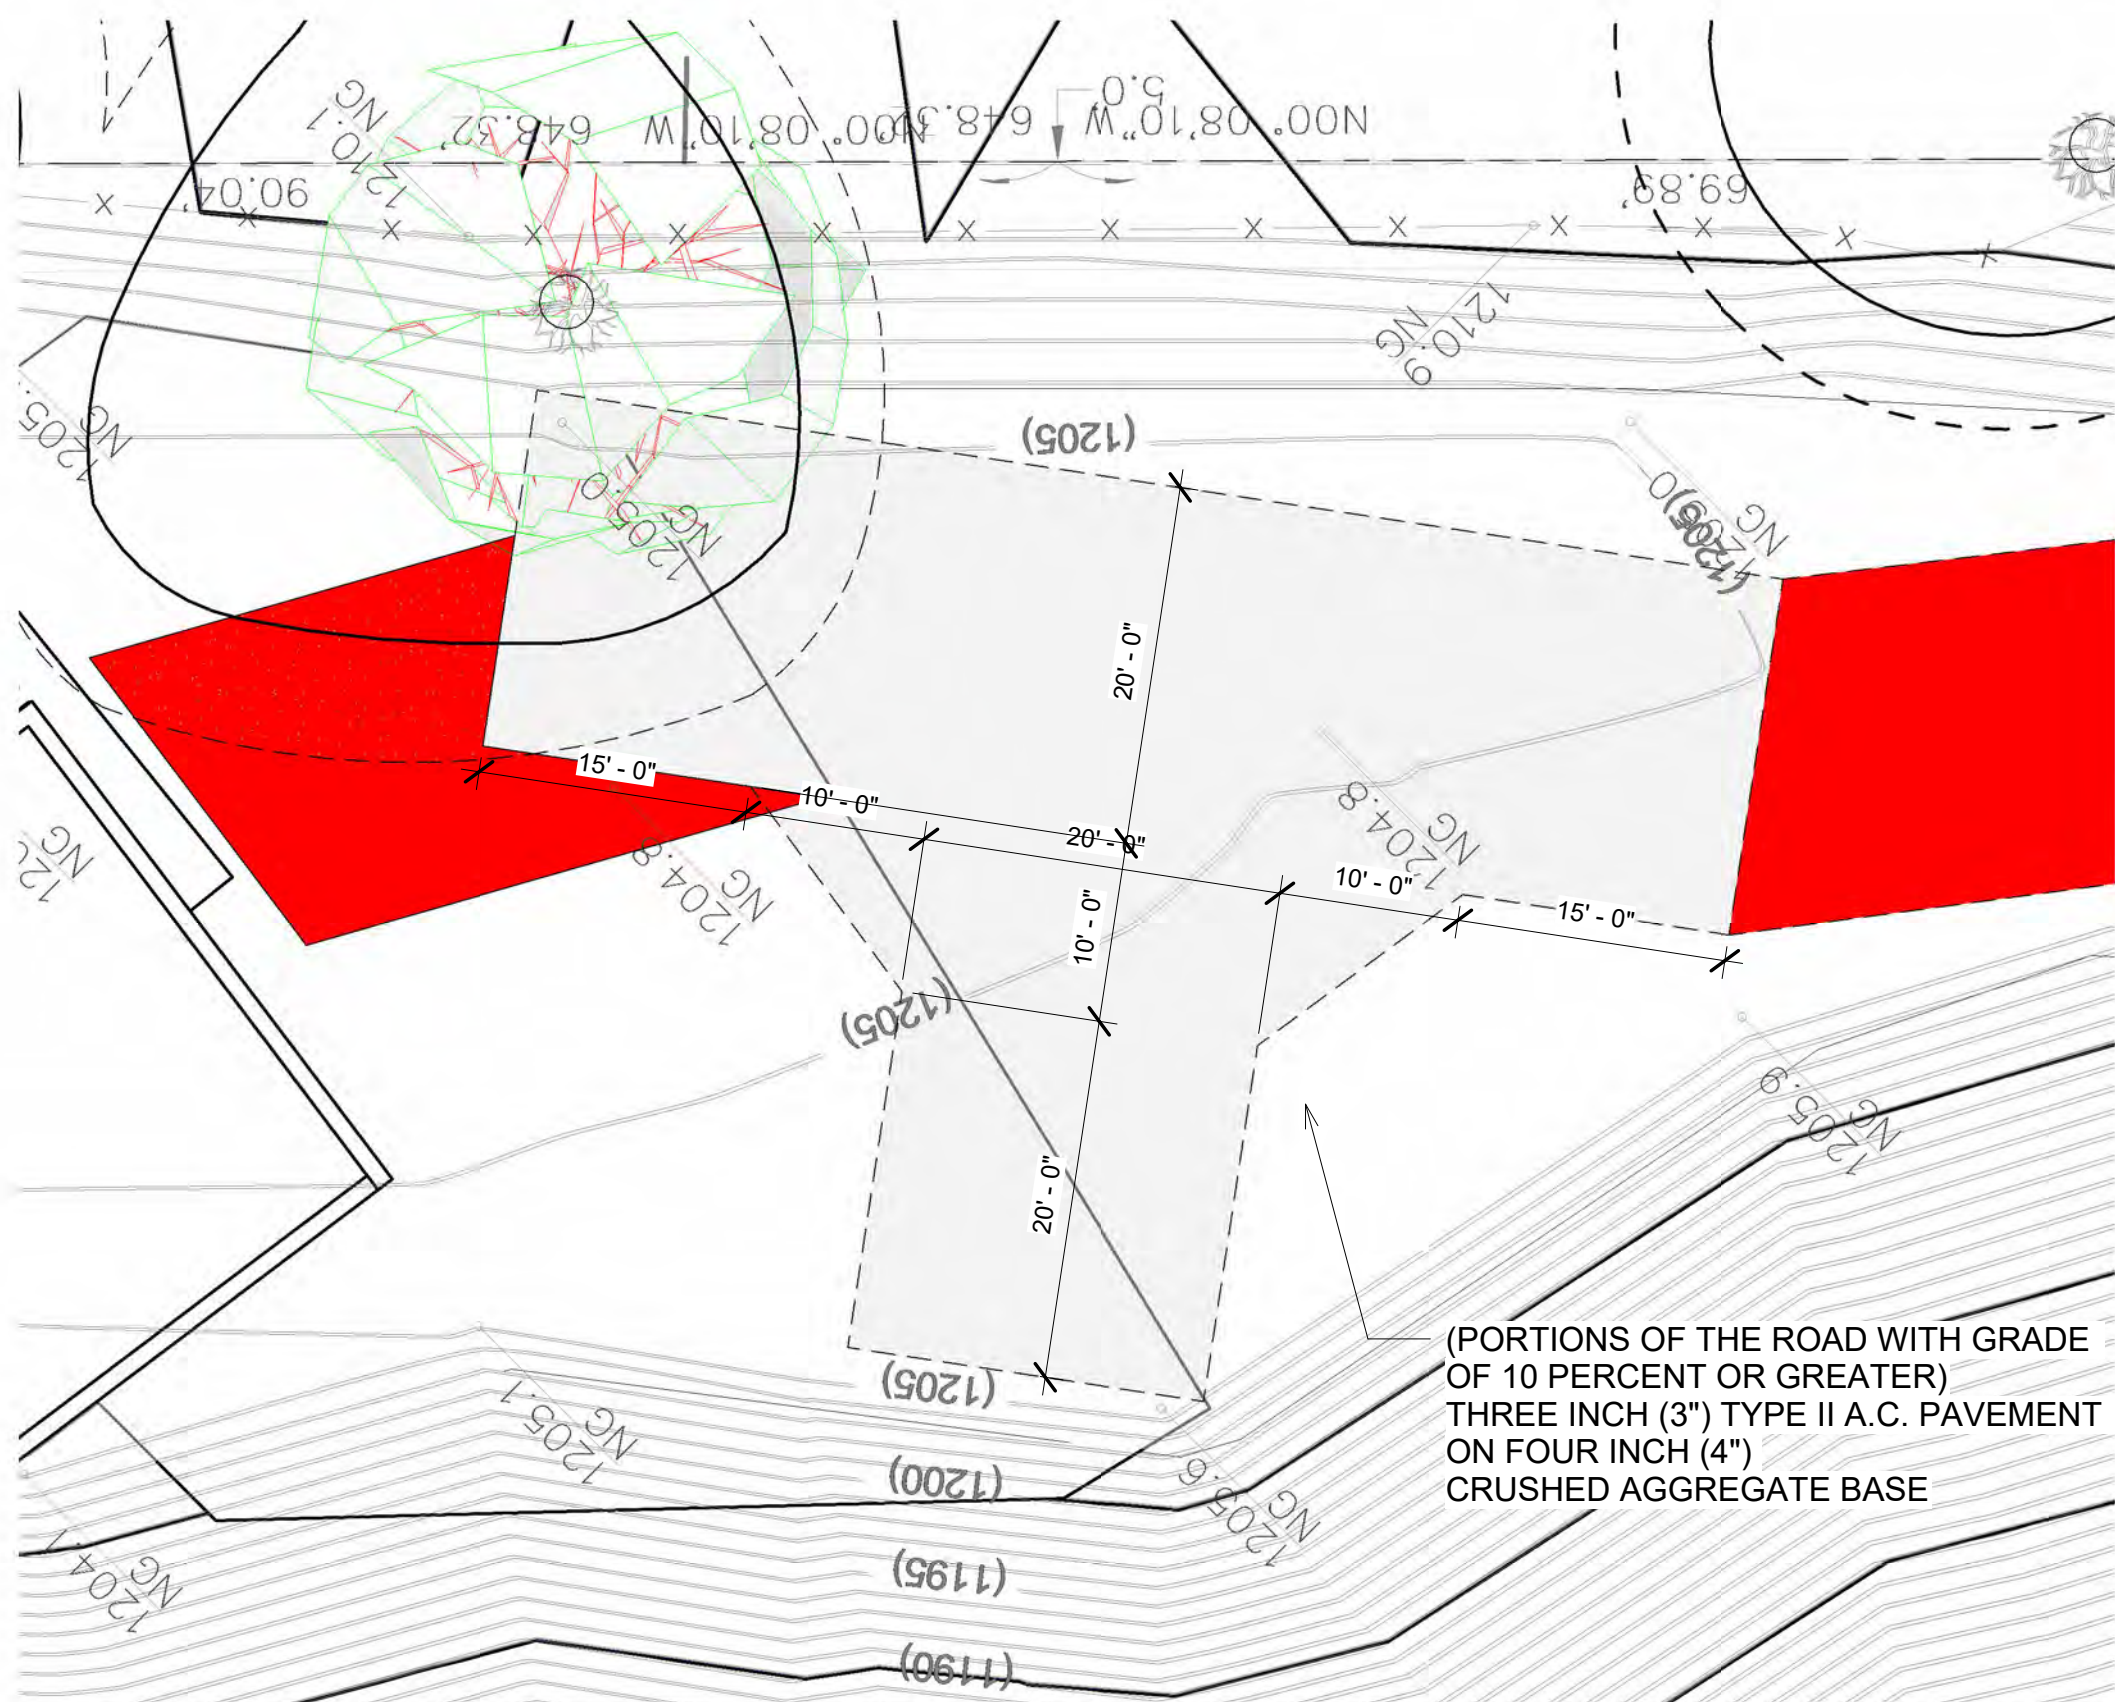 5.0
N00° 08'10" W 648.32'
N00° 08'10" W 648.32'
1210.1
NG
90.04'
69.89'
1210.9
NG
1205.
NG
(1205)
1205.0
NG
(1205)
NG
20' - 0"
15' - 0"
10' - 0"
20' - 0"
10' - 0"
15' - 0"
1204.8
NG
1204.8
NG
120
NG
10' - 0"
(1205)
1205.9
NG
20' - 0"
(PORTIONS OF THE ROAD WITH GRADE
OF 10 PERCENT OR GREATER)
THREE INCH (3") TYPE II A.C. PAVEMENT
ON FOUR INCH (4")
CRUSHED AGGREGATE BASE
(1205)
1205.1
NG
(1200)
1205.6
NG
(1195)
1204.1
NG
(1190)